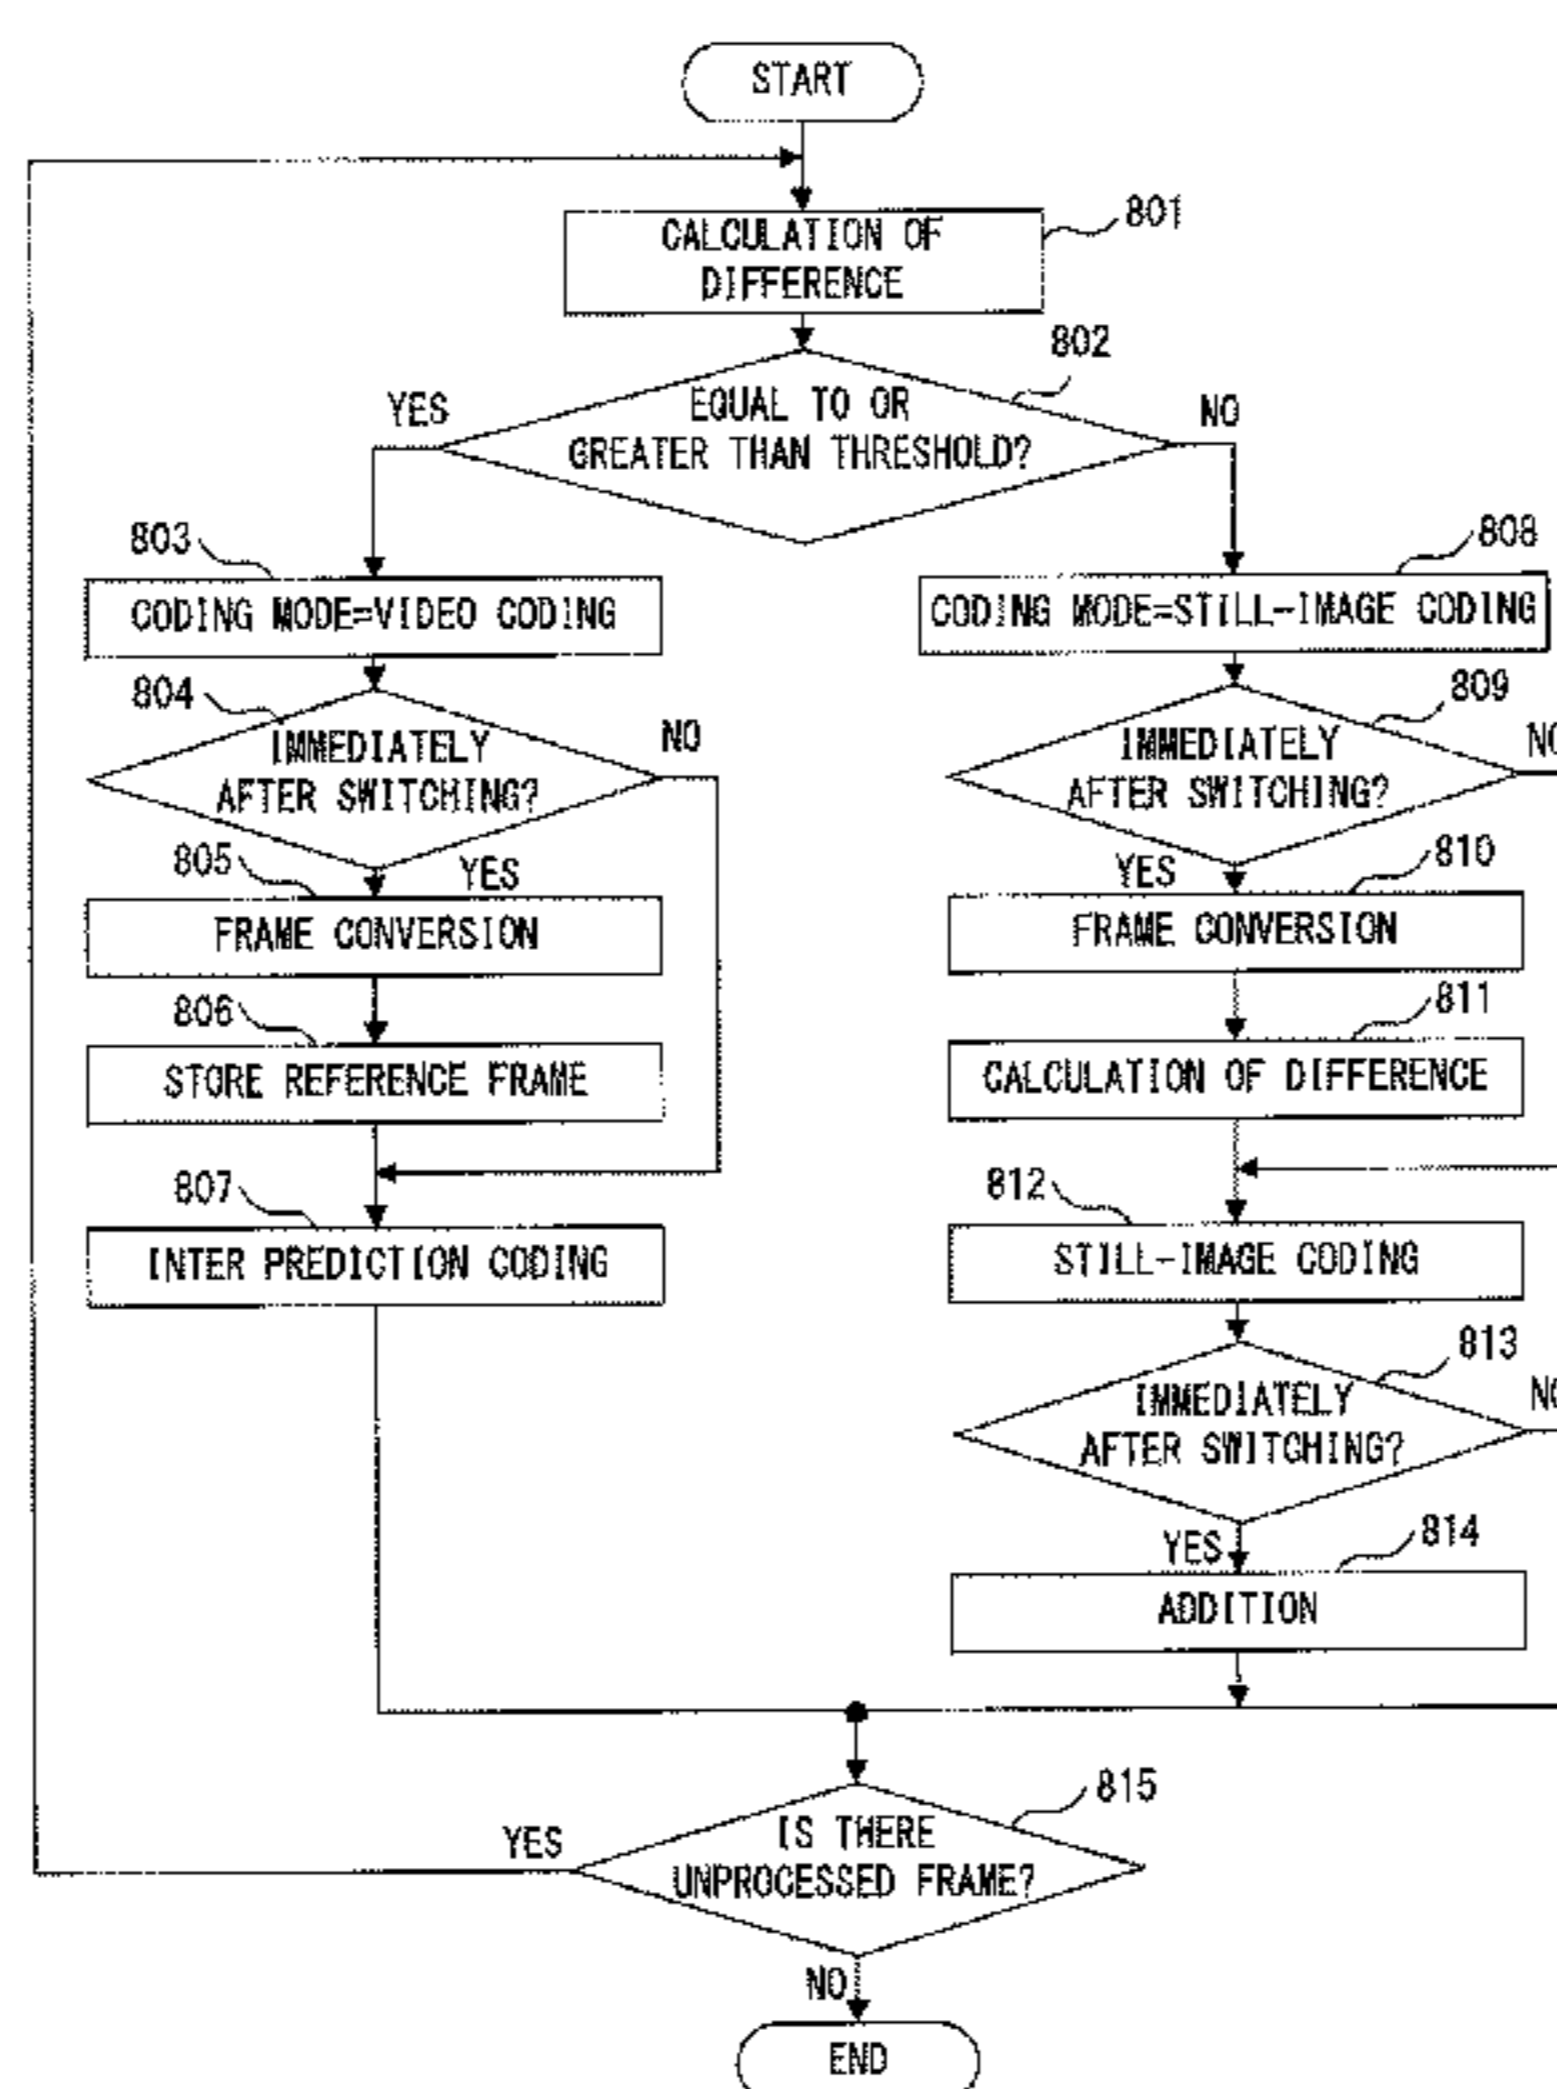 START
CALCULATION OF
DIFFERENCE
801
EQUAL TO OR
GREATER THAN THRESHOLD?
802
YES
NO
803
CODING MODE=VIDEO CODING
804
IMMEDIATELY
AFTER SWITCHING?
NO
YES
805
FRAME CONVERSION
806
STORE REFERENCE FRAME
807
INTER PREDICTION CODING
808
CODING MODE=STILL-IMAGE CODING
809
IMMEDIATELY
AFTER SWITCHING?
NO
YES
810
FRAME CONVERSION
811
CALCULATION OF DIFFERENCE
812
STILL-IMAGE CODING
813
IMMEDIATELY
AFTER SWITCHING?
NO
YES
814
ADDITION
815
IS THERE
UNPROCESSED FRAME?
YES
NO
END